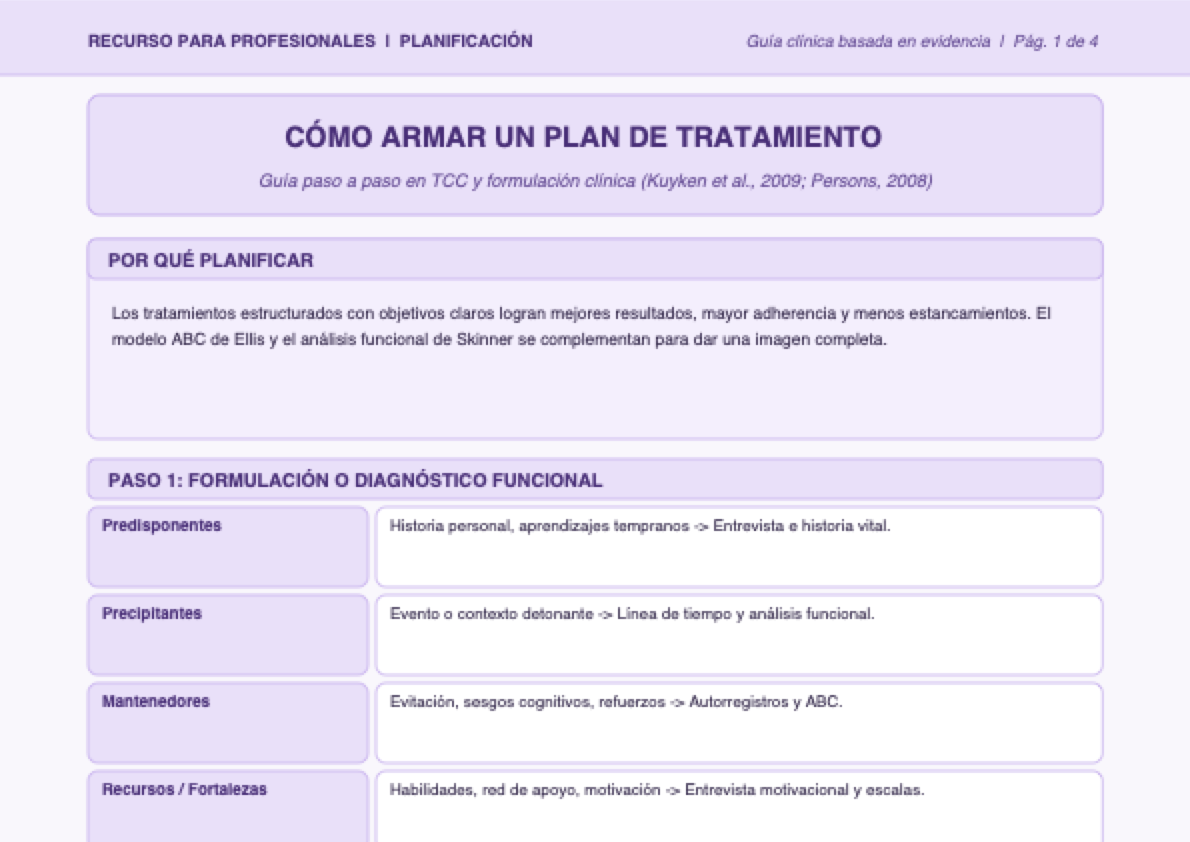 RECURSO PARA PROFESIONALES | PLANIFICACIÓN
Guía clínica basada en evidencia | Pág. 1 de 4
CÓMO ARMAR UN PLAN DE TRATAMIENTO
Guía paso a paso en TCC y formulación clínica (Kuyken et al., 2009; Persons, 2008)
POR QUÉ PLANIFICAR
Los tratamientos estructurados con objetivos claros logran mejores resultados, mayor adherencia y menos estancamientos. El
modelo ABC de Ellis y el análisis funcional de Skinner se complementan para dar una imagen completa.
PASO 1: FORMULACIÓN O DIAGNÓSTICO FUNCIONAL
Predisponentes
Historia personal, aprendizajes tempranos -> Entrevista e historia vital.
Precipitantes
Evento o contexto detonante -> Línea de tiempo y análisis funcional.
Mantenedores
Evitación, sesgos cognitivos, refuerzos -> Autorregistros y ABC.
Recursos / Fortalezas
Habilidades, red de apoyo, motivación -> Entrevista motivacional y escalas.